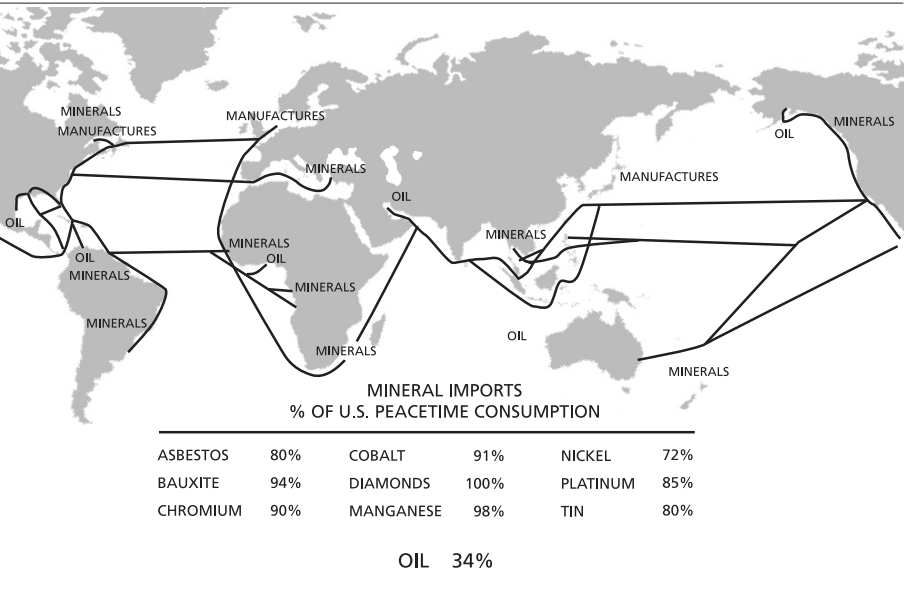 MINERALS
MANUFACTURES
MANUFACTURES
MINERALS
OIL
MINERALS
OIL
MANUFACTURES
OIL
MINERALS
OIL
MINERALS
MINERALS
MINERALS
OIL
MINERALS
MINERALS
MINERALS
OIL
MINERALS
MINERAL IMPORTS
% OF U.S. PEACETIME CONSUMPTION
ASBESTOS 80% COBALT 91% NICKEL 72%
BAUXITE 94% DIAMONDS 100% PLATINUM 85%
CHROMIUM 90% MANGANESE 98% TIN 80%
OIL 34%